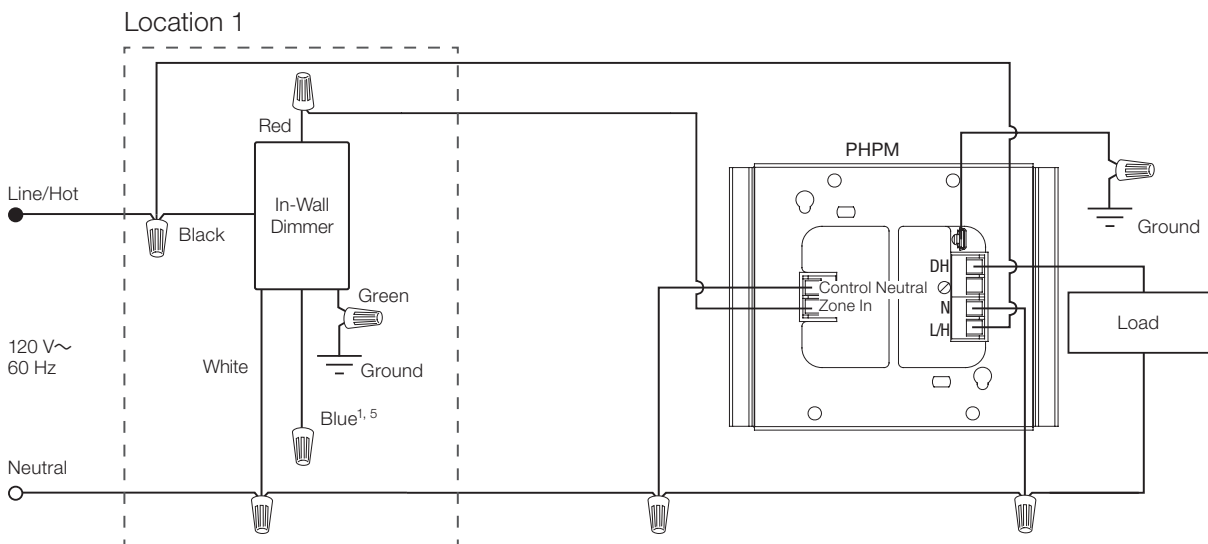 Location 1
Red
PHPM
Line/Hot
In-Wall
Dimmer
Black
Ground
DH
Control Neutral
Zone In
N
L/H
Green
Load
120 V~
60 Hz
White
Ground
Blue1, 5
Neutral